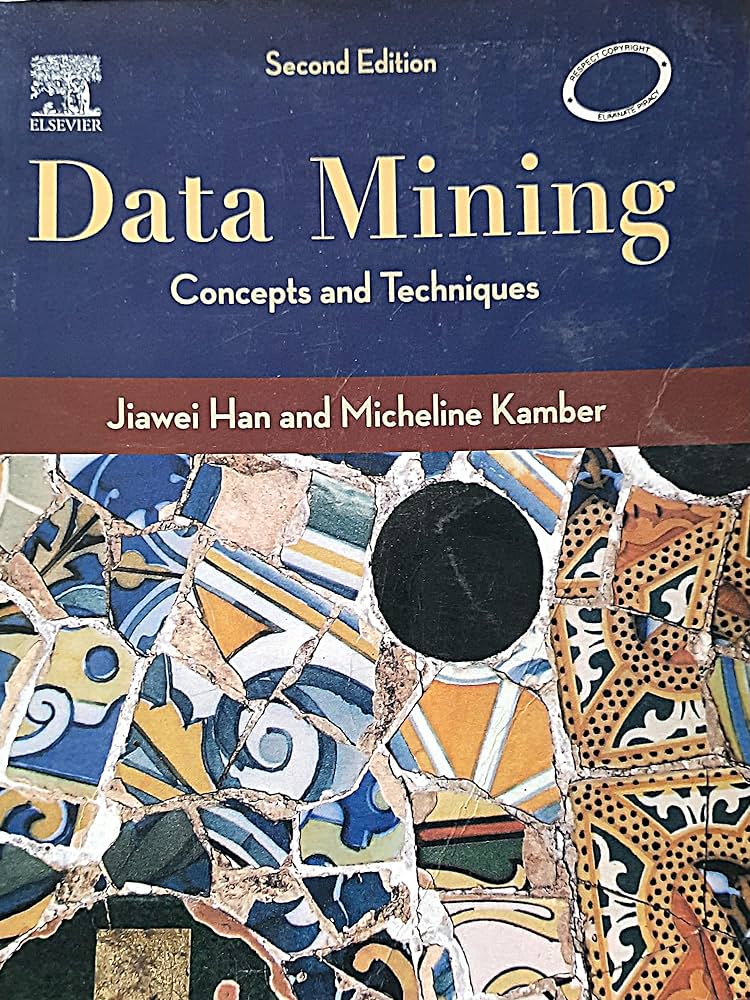 Second Edition
ELSEVIER
RESPECT COPYRIGHT
ELIMINATE PIRACY
Data Mining
Concepts and Techniques
Jiawei Han and Micheline Kamber